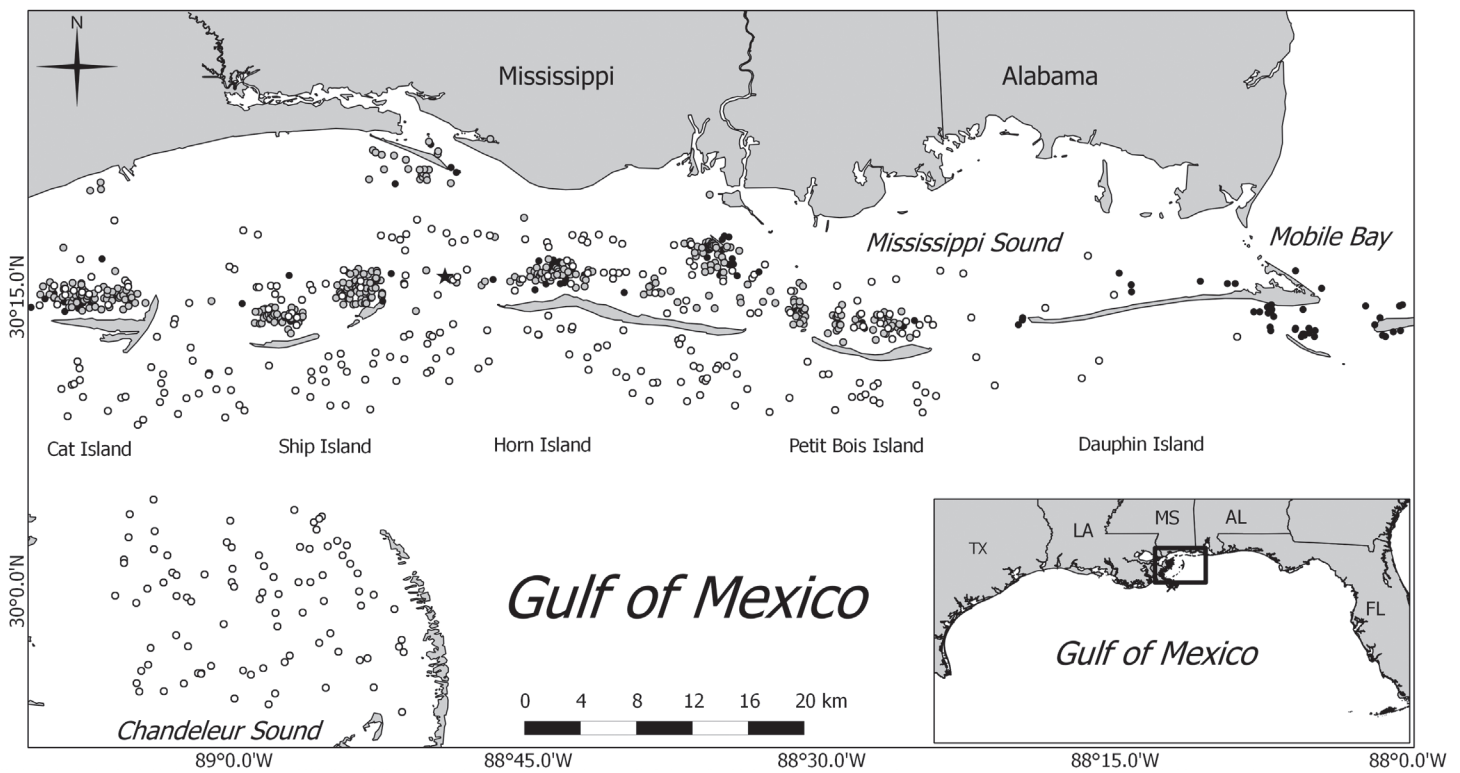 N
Mississippi
Alabama
Mississippi Sound
Mobile Bay
30°15.0'N
Cat Island
Ship Island
Horn Island
Petit Bois Island
Dauphin Island
TX
LA
MS
AL
FL
Gulf of Mexico
30°0.0'N
Gulf of Mexico
0 4 8 12 16 20 km
Chandeleur Sound
89°0.0'W 88°45.0'W 88°30.0'W 88°15.0'W 88°0.0'W